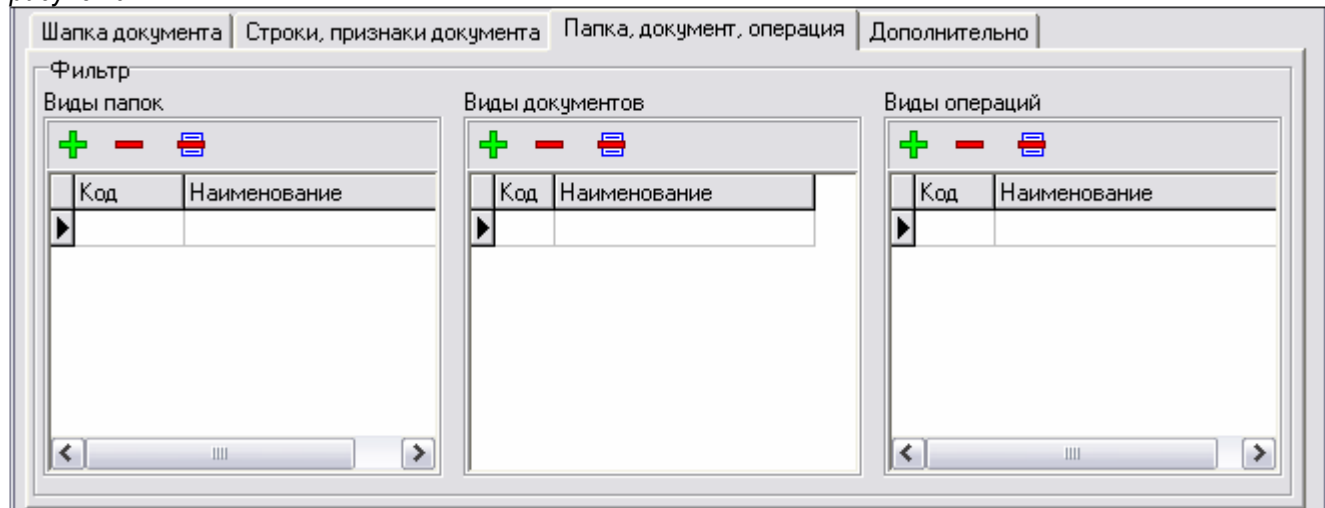 Шапка документа Строки, признаки документа Папка, документ, операция Дополнительно
Фильтр
Виды папок Виды документов Виды операций
Код Наименование Код Наименование Код Наименование